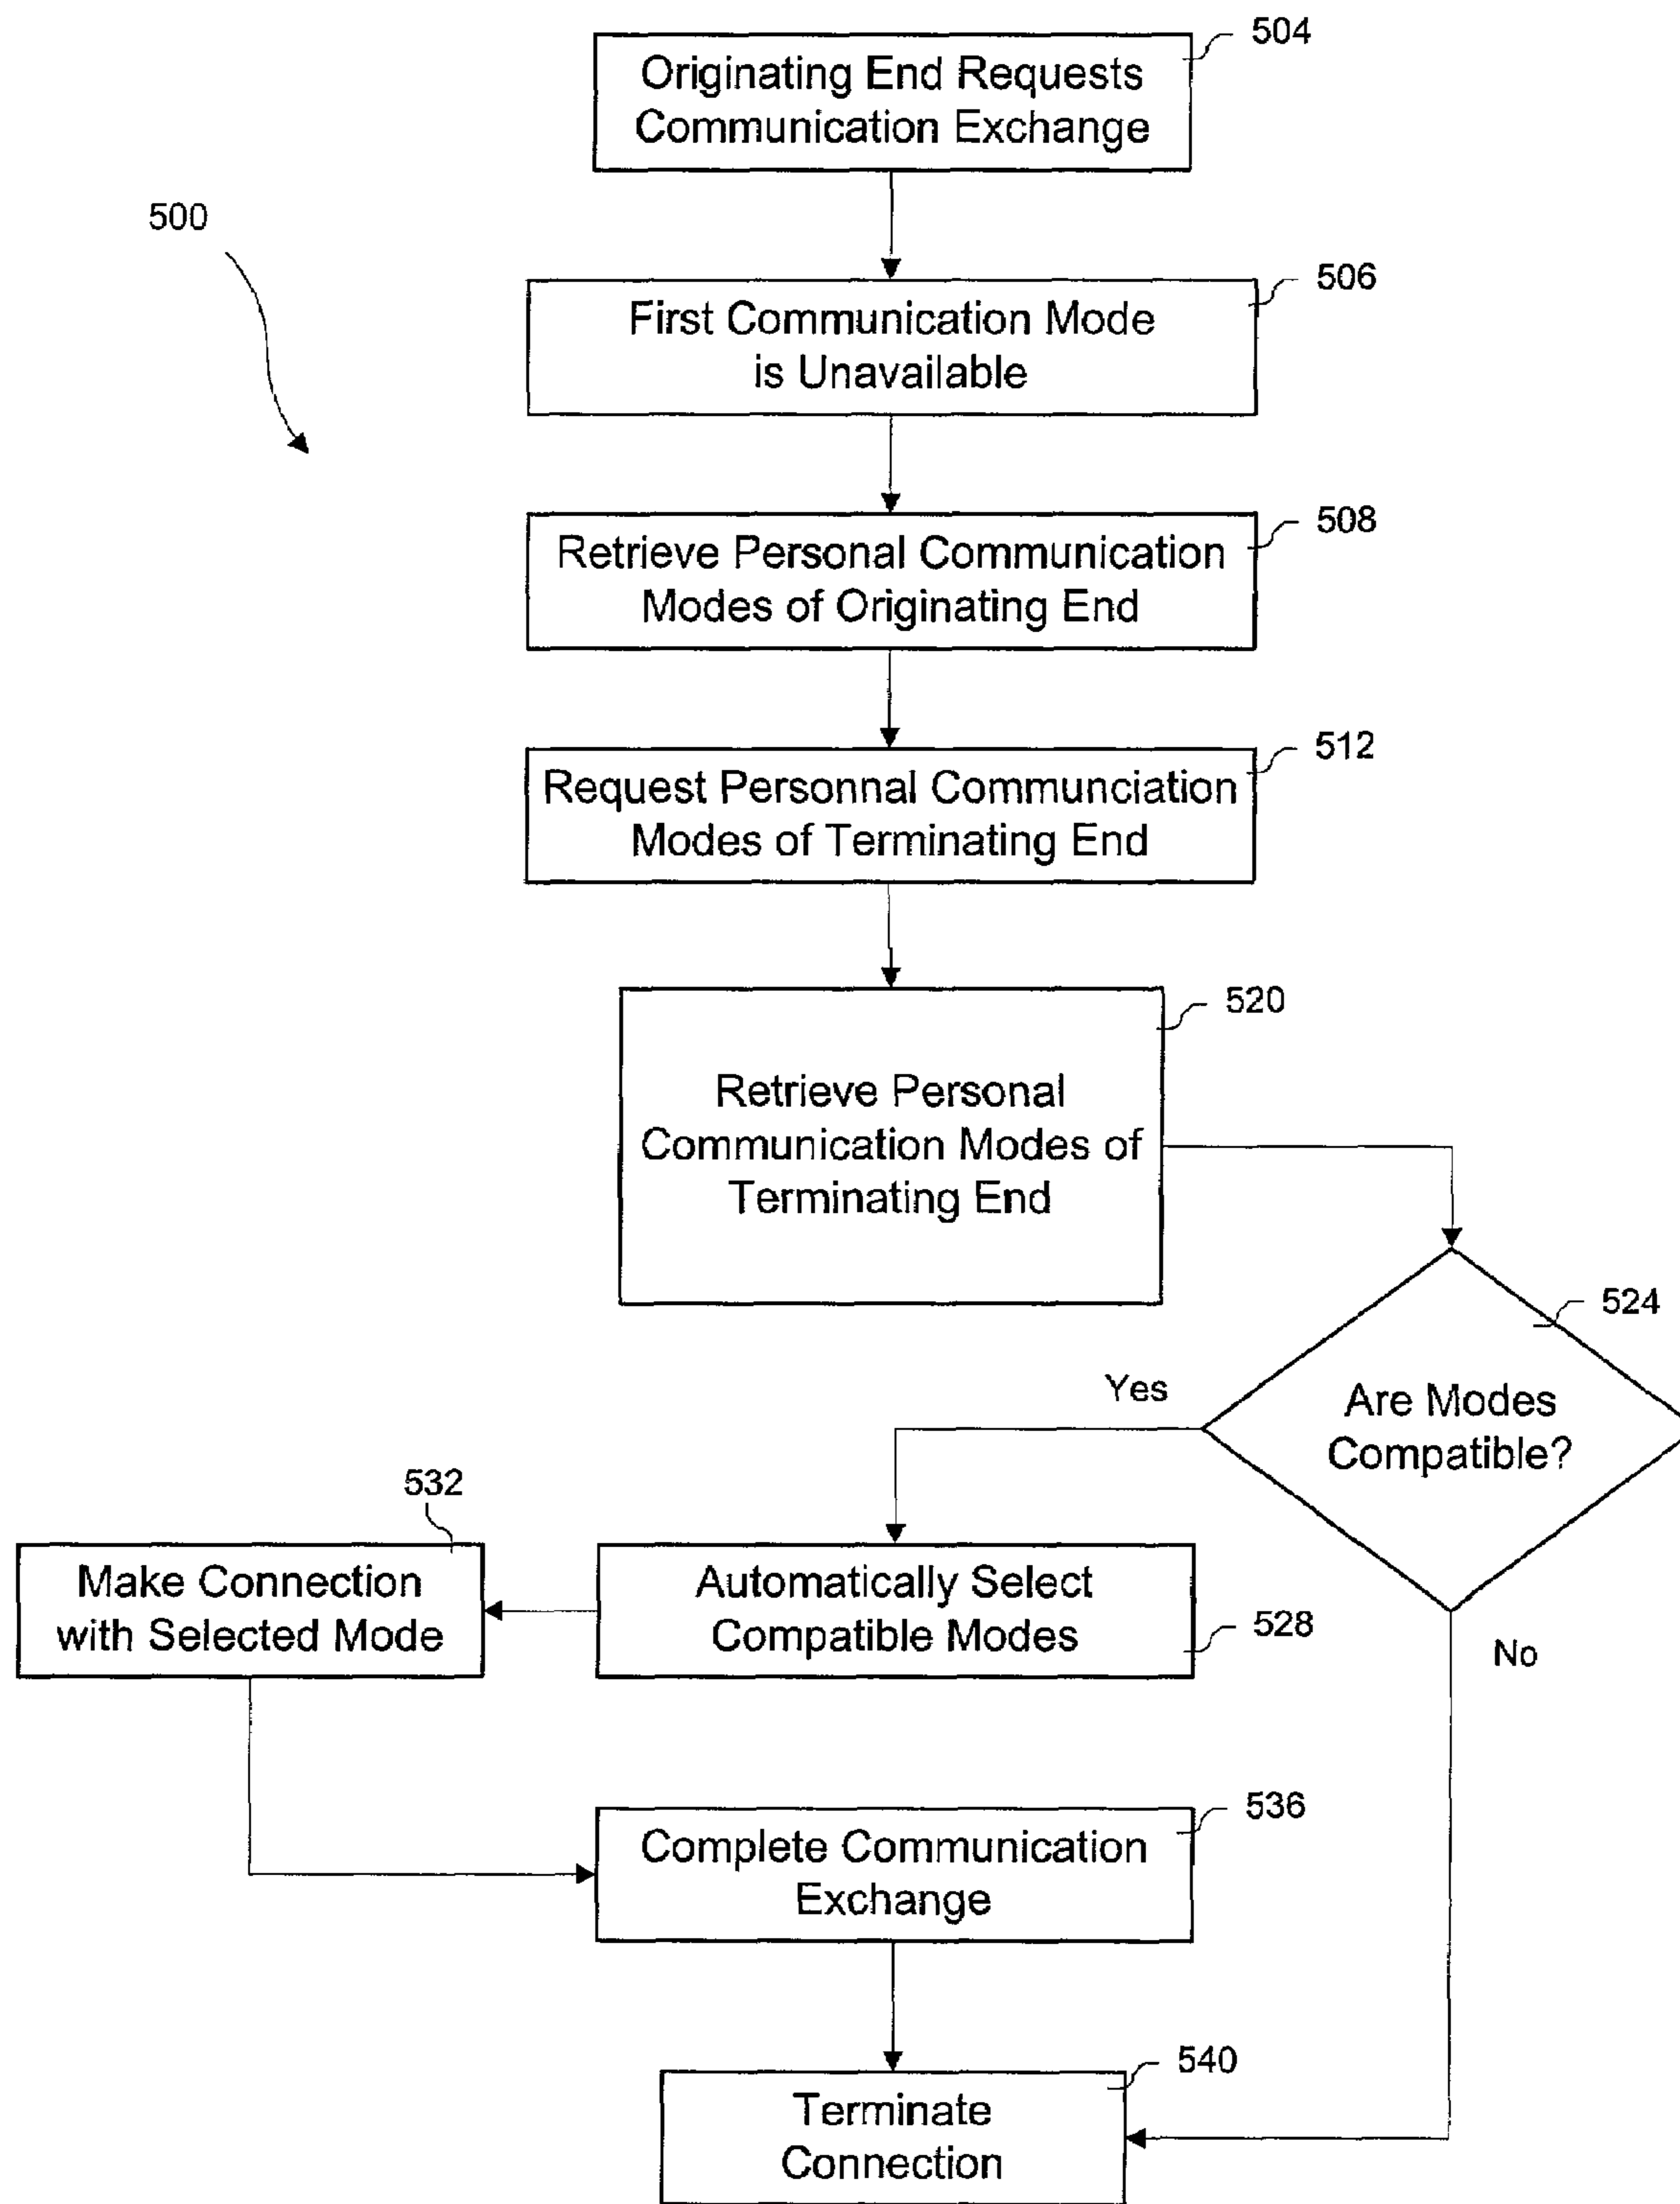 504
Originating End Requests
Communication Exchange
500
506
First Communication Mode
is Unavailable
508
Retrieve Personal Communication
Modes of Originating End
512
Request Personnal Communciation
Modes of Terminating End
520
Retrieve Personal
Communication Modes of
Terminating End
524
Are Modes
Compatible?
Yes
No
528
Automatically Select
Compatible Modes
532
Make Connection
with Selected Mode
536
Complete Communication
Exchange
540
Terminate
Connection